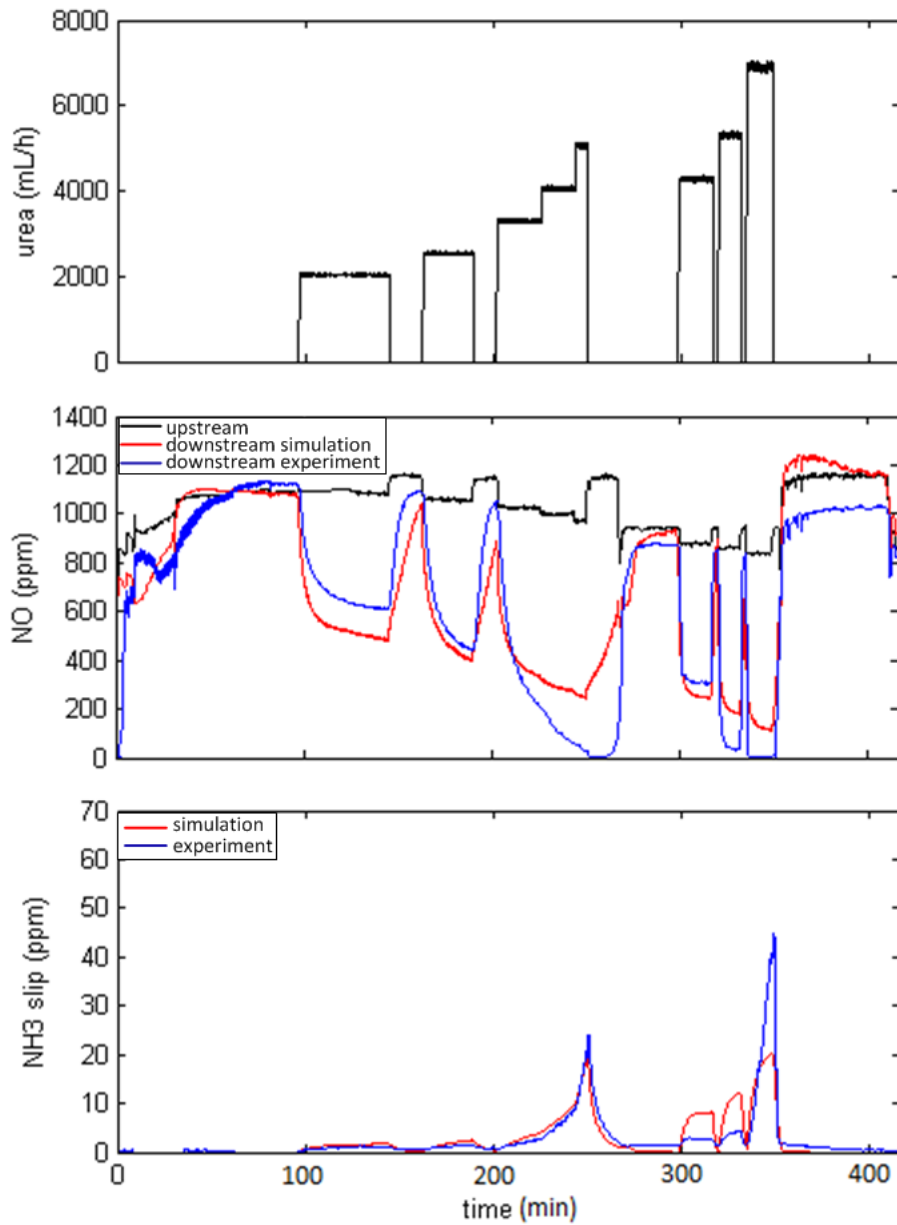 8000
6000
4000
2000
0
urea (mL/h)
1400
1200
1000
800
600
400
200
0
NO (ppm)
upstream
downstream simulation
downstream experiment
70
60
50
40
30
20
10
0
NH3 slip (ppm)
simulation
experiment
0 100 200 300 400
time (min)